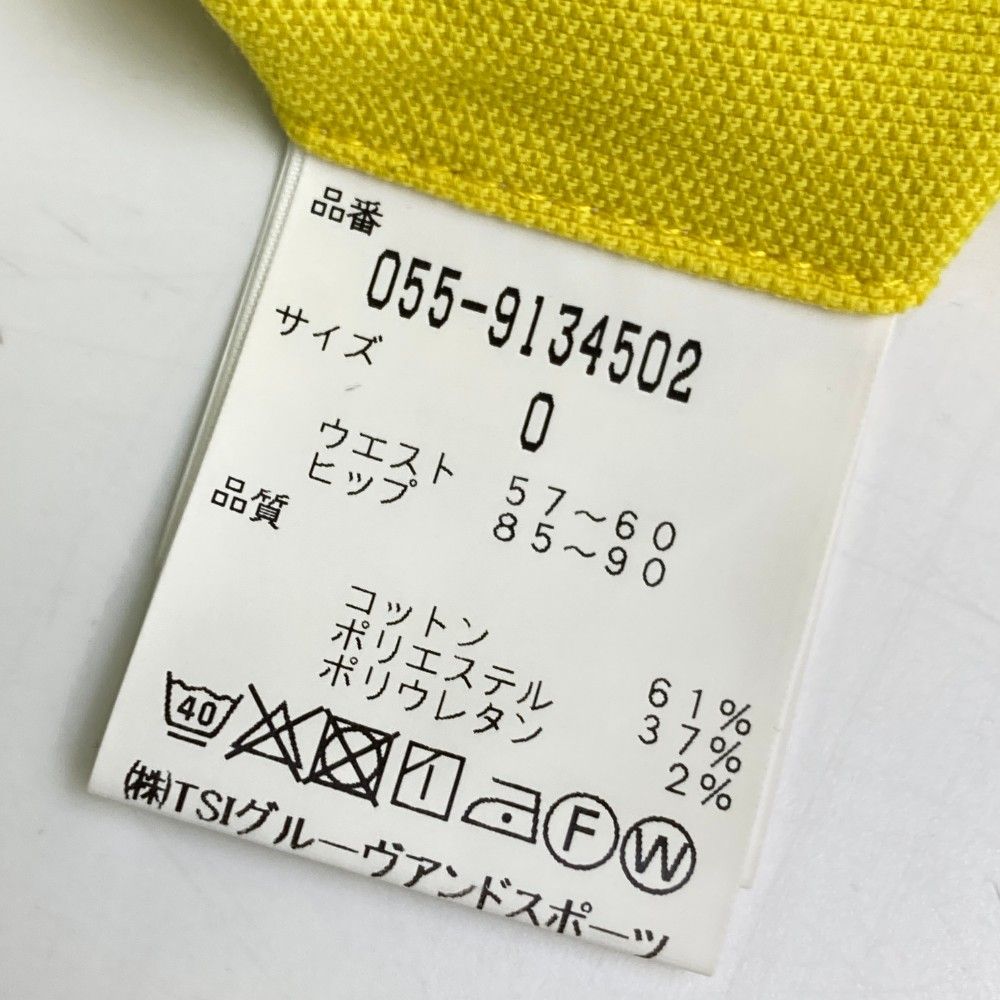 品番
055-9134502
サイズ
0
ウエスト 57~60
ヒップ 85~90
品質
コットン 61%
ポリエステル 37%
ポリウレタン 2%
40 F W
(株)TSIグルーヴアンドスポーツ